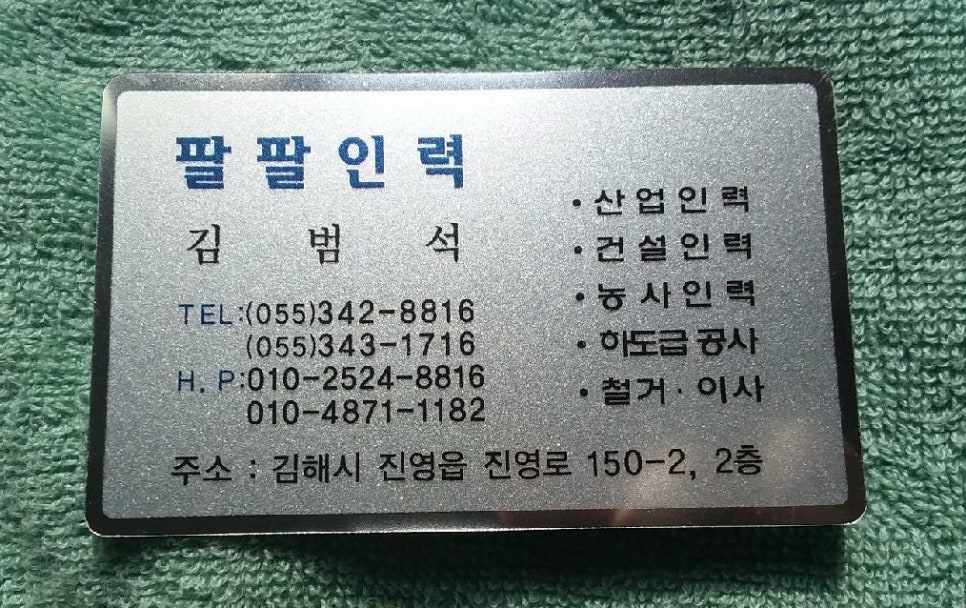 팔팔인력
김 범 석
TEL:(055)342-8816
(055)343-1716
H.P:010-2524-8816
010-4871-1182
· 산업인력
· 건설인력
· 농사인력
· 하도급 공사
· 철거 · 이사
주소 : 김해시 진영읍 진영로 150-2, 2층